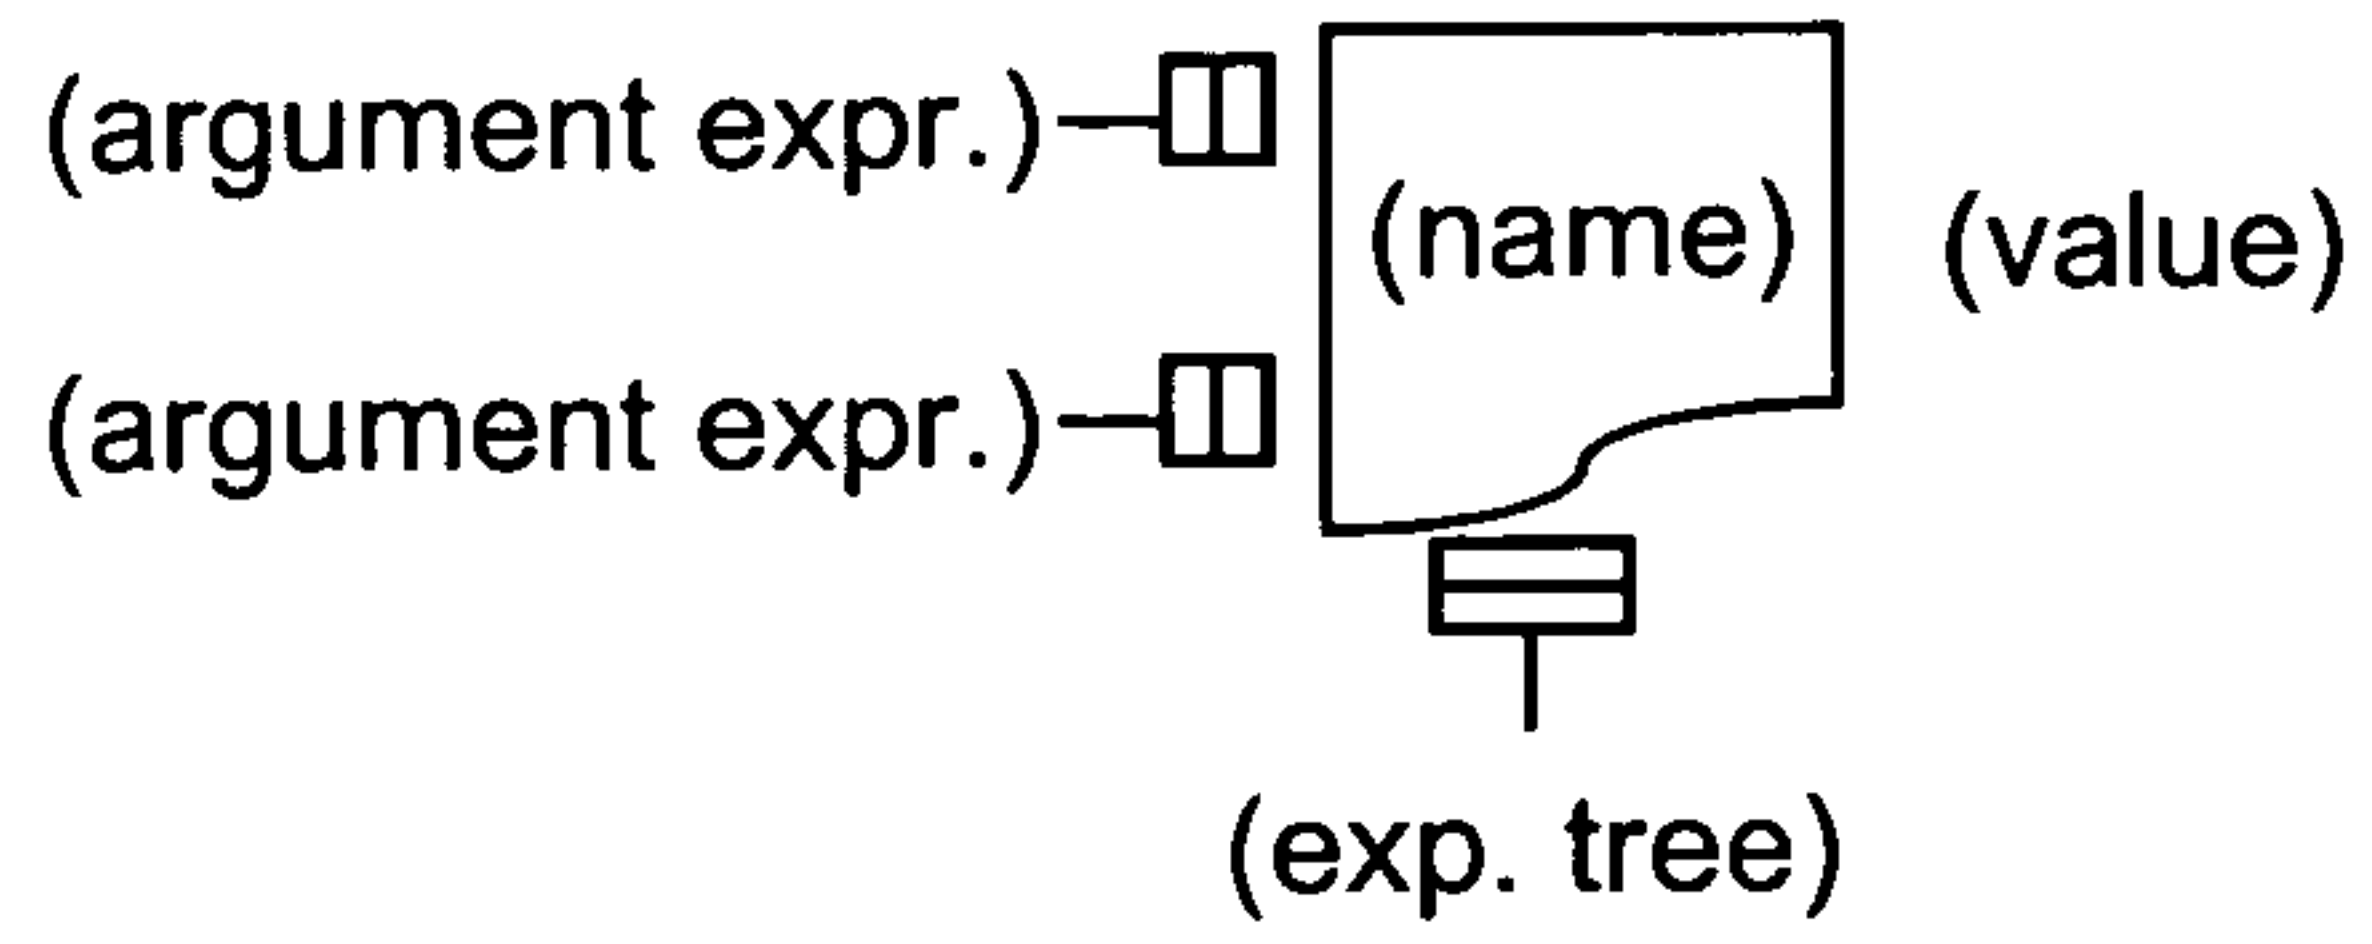 (argument expr.)
(name)
(value)
(argument expr.)
(exp. tree)